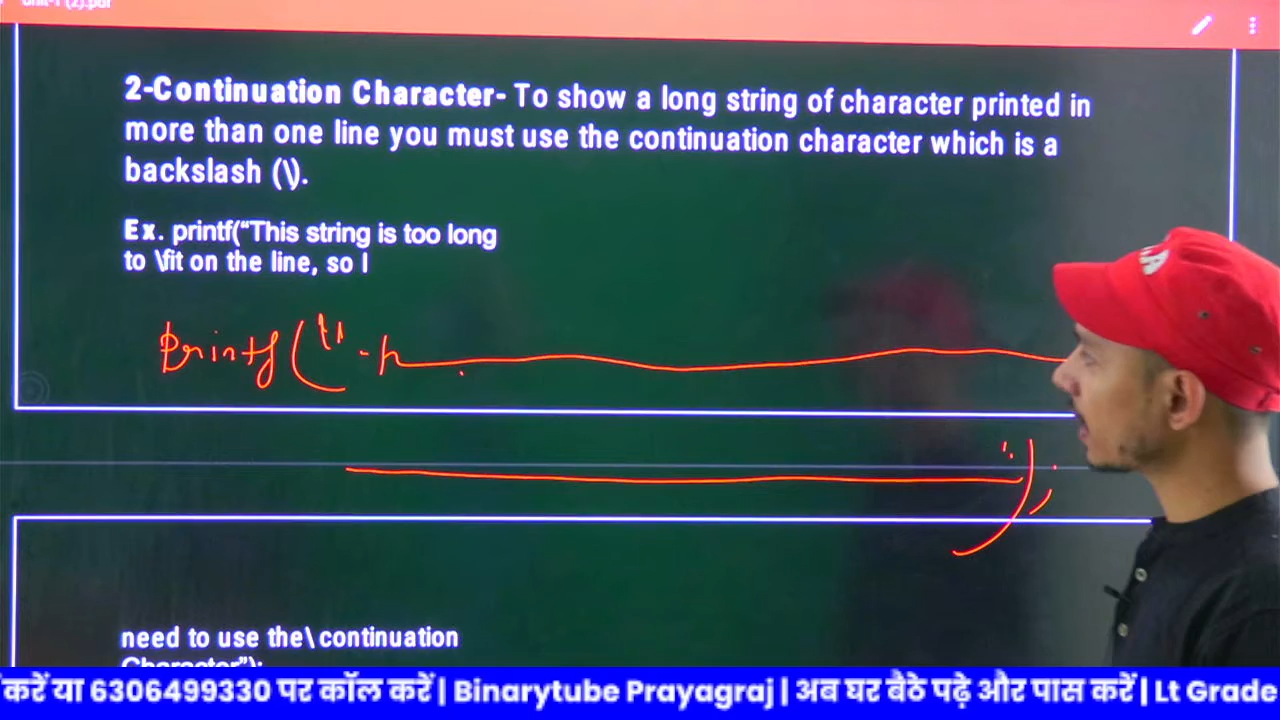 2-Continuation Character- To show a long string of character printed in
more than one line you must use the continuation character which is a
backslash (\).
Ex. printf("This string is too long
to \fit on the line, so I
printf("
);
need to use the\ continuation
Character");
करें या 6306499330 पर कॉल करें | Binarytube Prayagraj | अब घर बैठे पढ़े और पास करें | Lt Grade